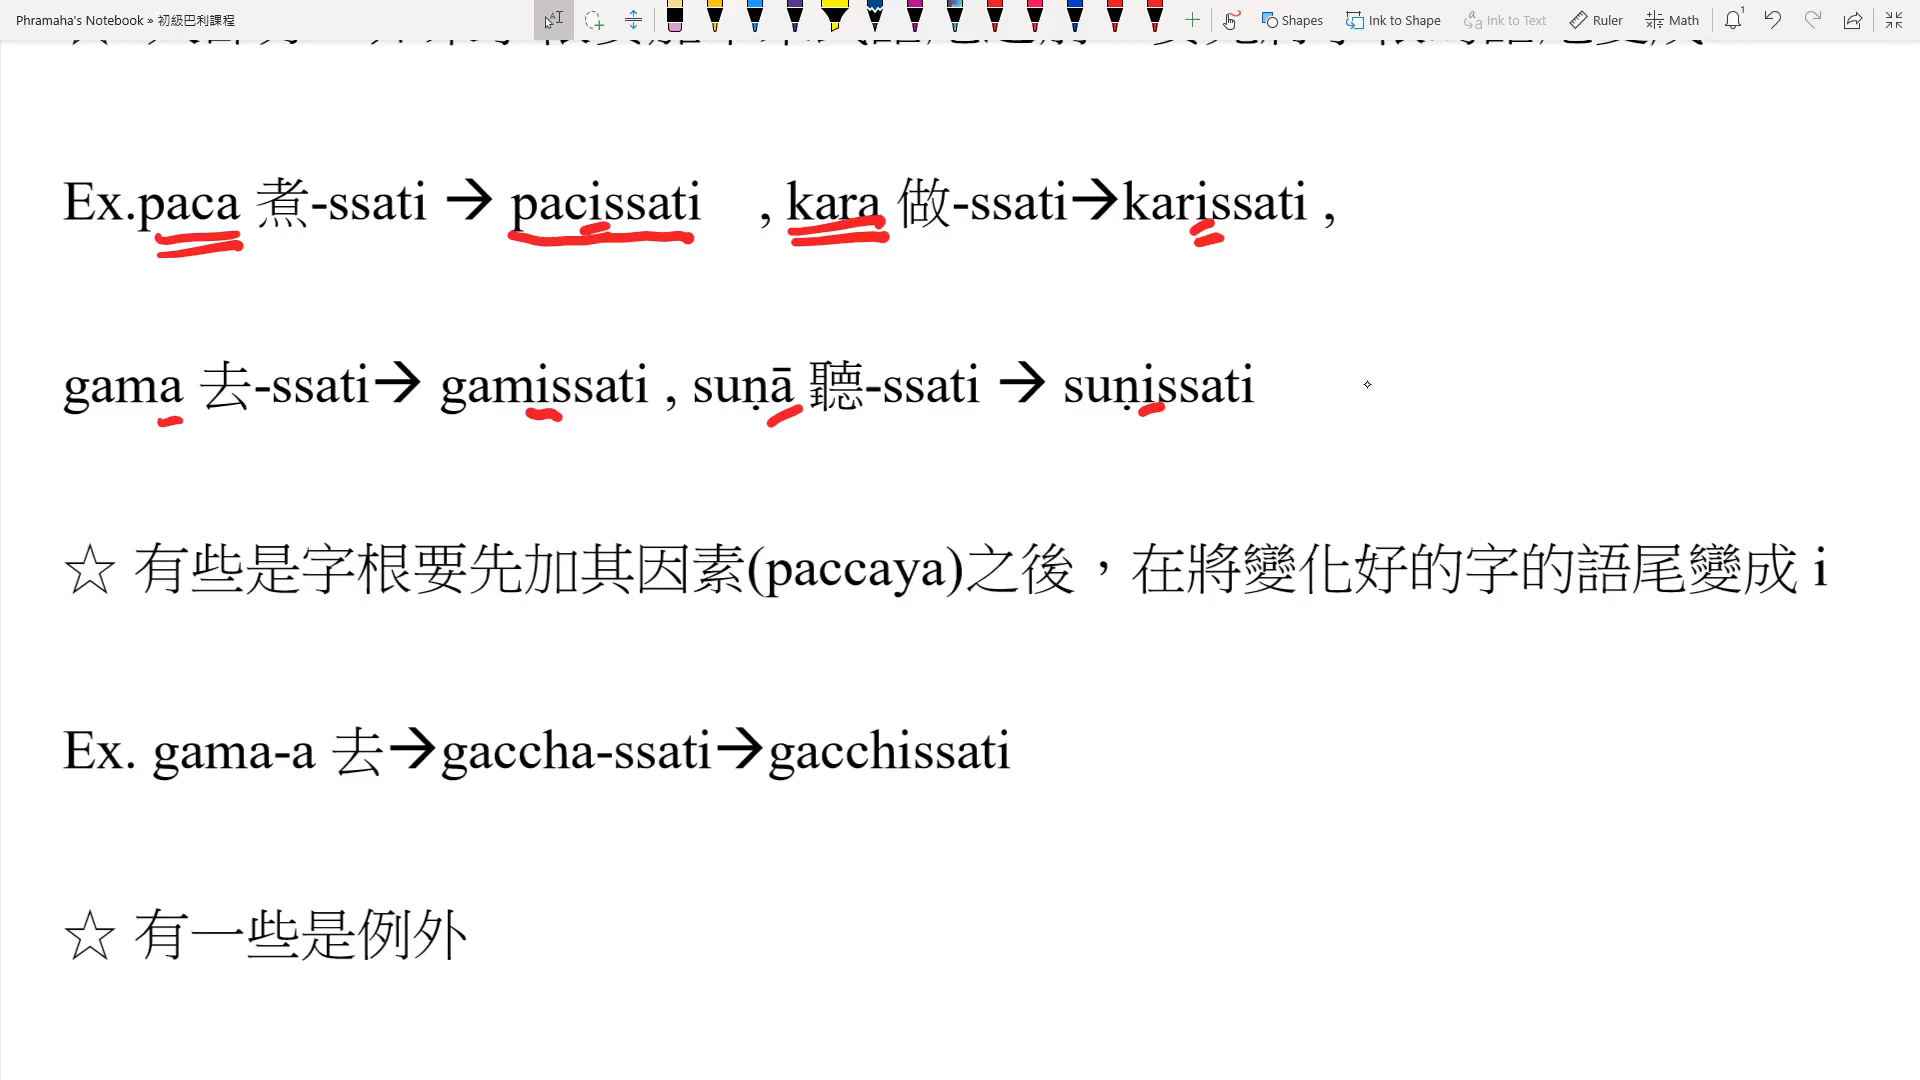 Phramaha's Notebook » 初級巴利課程
Shapes Ink to Shape Ink to Text Ruler Math 1
Ex.paca 煮-ssati → pacissati , kara 做-ssati→karissati ,
gama 去-ssati→ gamissati , suṇā 聽-ssati → suṇissati
☆ 有些是字根要先加其因素(paccaya)之後，在將變化好的字的語尾變成 i
Ex. gama-a 去→gaccha-ssati→gacchissati
☆ 有一些是例外